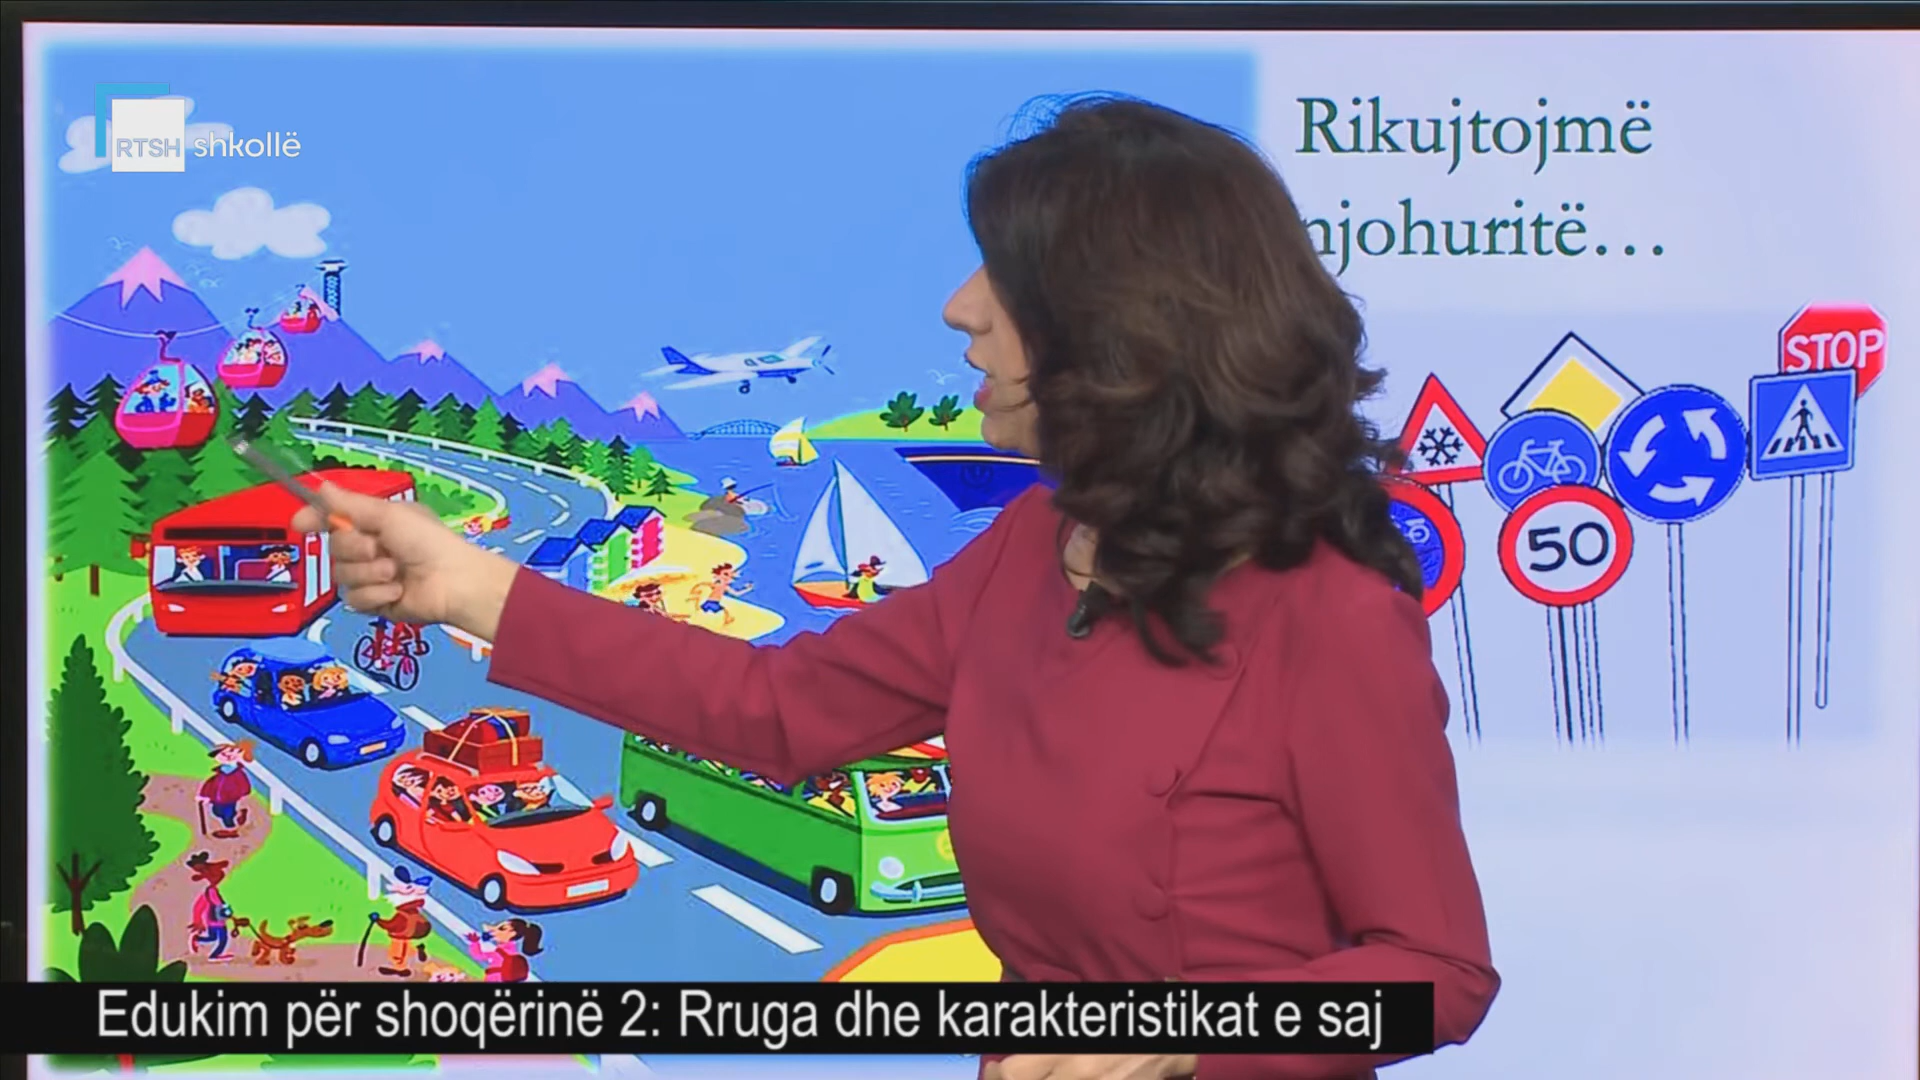 RTSH shkollë
Rikujtojmë
njohuritë...
STOP
50
Edukim për shoqërinë 2: Rruga dhe karakteristikat e saj